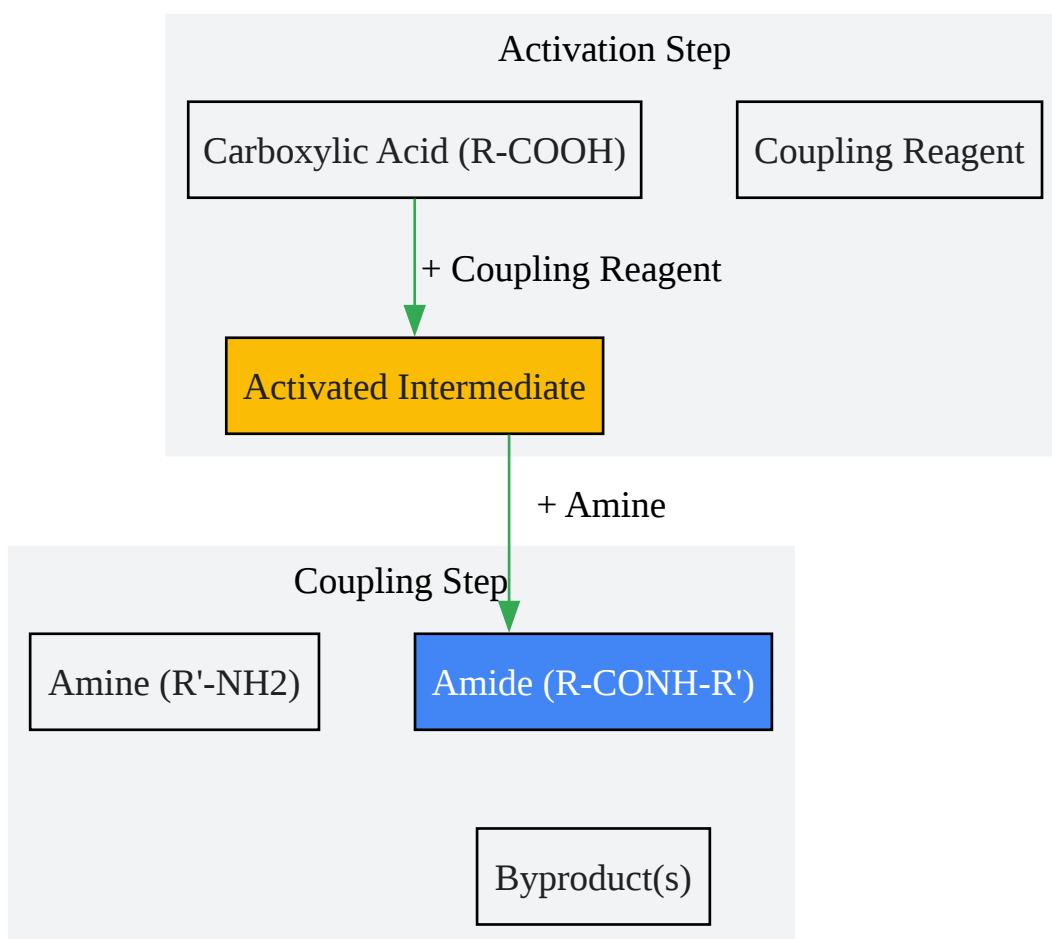 Activation Step
Carboxylic Acid (R-COOH)
Coupling Reagent
+ Coupling Reagent
Activated Intermediate
+ Amine
Coupling Step
Amine (R'-NH2)
Amide (R-CONH-R')
Byproduct(s)